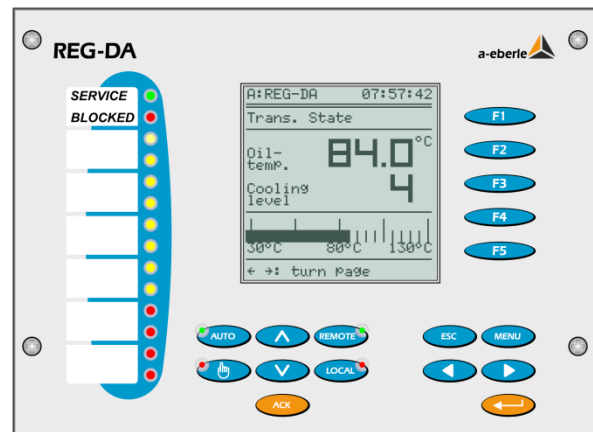 REG-DA
a-eberle
SERVICE
BLOCKED
A:REG-DA 07:57:42
Trans. State
Oil-
temp. 84.0°C
Cooling
level 4
30°C 80°C 130°C
← →: turn page
F1
F2
F3
F4
F5
AUTO
REMOTE
LOCAL
ACK
ESC
MENU